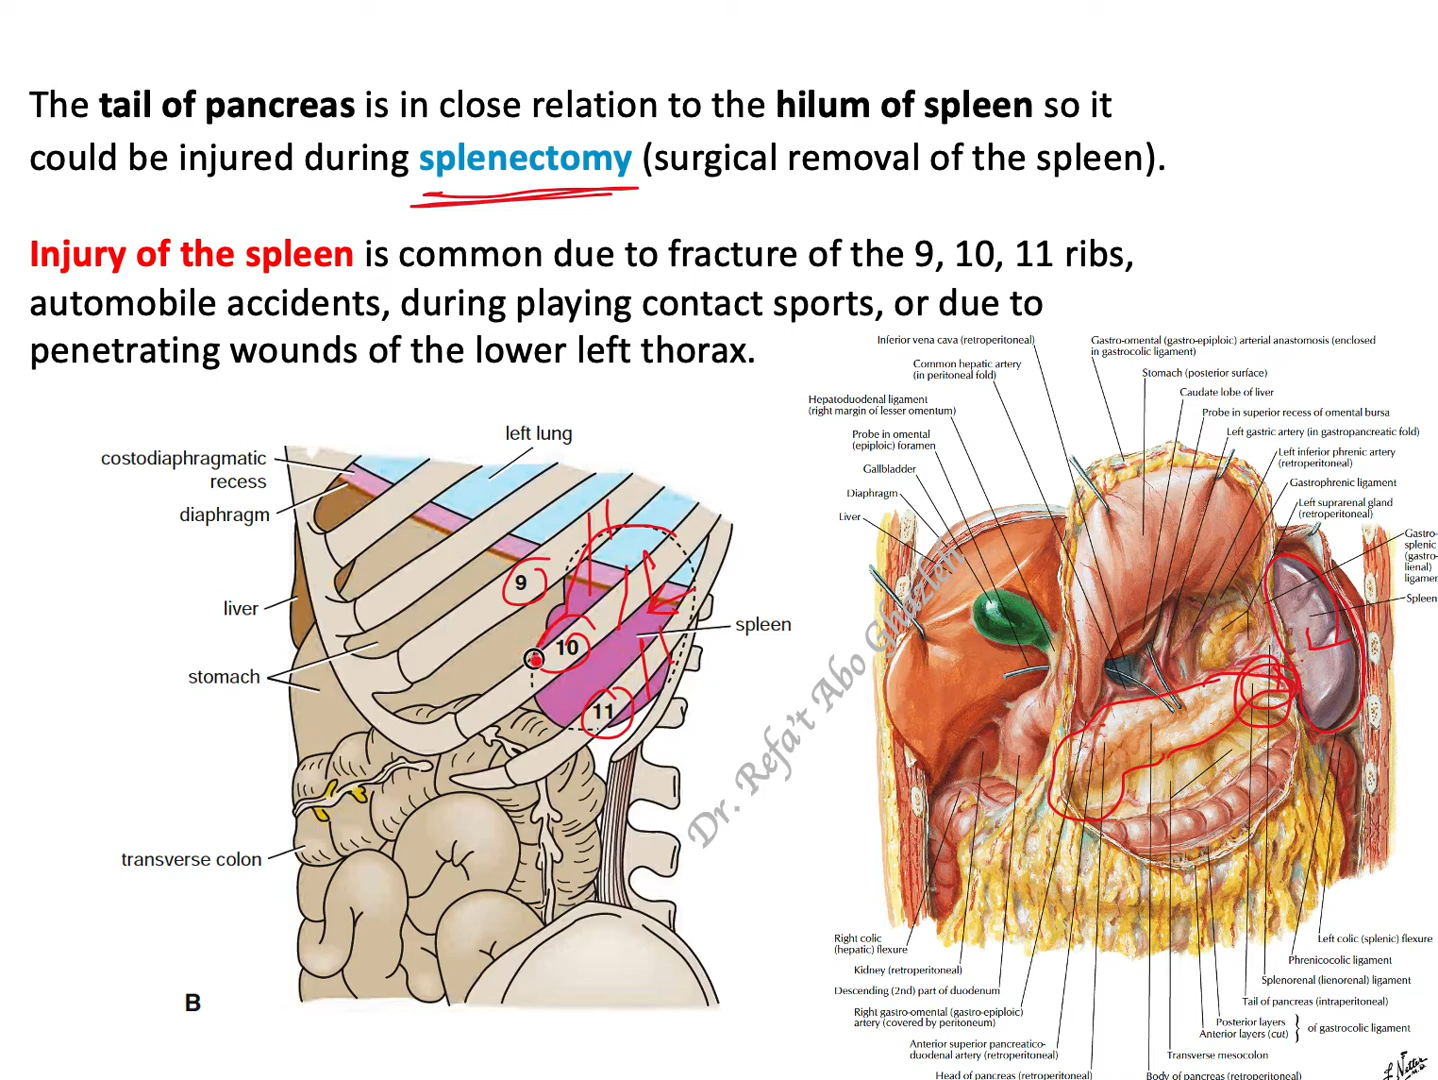 The tail of pancreas is in close relation to the hilum of spleen so it
could be injured during splenectomy (surgical removal of the spleen).
Injury of the spleen is common due to fracture of the 9, 10, 11 ribs,
automobile accidents, during playing contact sports, or due to
penetrating wounds of the lower left thorax.
left lung
costodiaphragmatic
recess
diaphragm
9
liver
10
spleen
stomach
11
transverse colon
B
Dr. Refa't Abo Ghazleh
Inferior vena cava (retroperitoneal)
Common hepatic artery
(in peritoneal fold)
Hepatoduodenal ligament
(right margin of lesser omentum)
Probe in omental
(epiploic) foramen
Gallbladder
Diaphragm
Liver
Gastro-omental (gastro-epiploic) arterial anastomosis (enclosed
in gastrocolic ligament)
Stomach (posterior surface)
Caudate lobe of liver
Probe in superior recess of omental bursa
Left gastric artery (in gastropancreatic fold)
Left inferior phrenic artery
(retroperitoneal)
Gastrophrenic ligament
Left suprarenal gland
(retroperitoneal)
Gastro-
splenic
(gastro-
lienal)
ligamer
Spleen
Right colic
(hepatic) flexure
Kidney (retroperitoneal)
Descending (2nd) part of duodenum
Right gastro-omental (gastro-epiploic)
artery (covered by peritoneum)
Anterior superior pancreatico-
duodenal artery (retroperitoneal)
Head of pancreas (retroperitoneal)
Left colic (splenic) flexure
Phrenicocolic ligament
Splenorenal (lienorenal) ligament
Tail of pancreas (intraperitoneal)
Posterior layers
Anterior layers (cut)
} of gastrocolic ligament
Transverse mesocolon
Body of pancreas (retroperitoneal)
F. Netter
M.D.